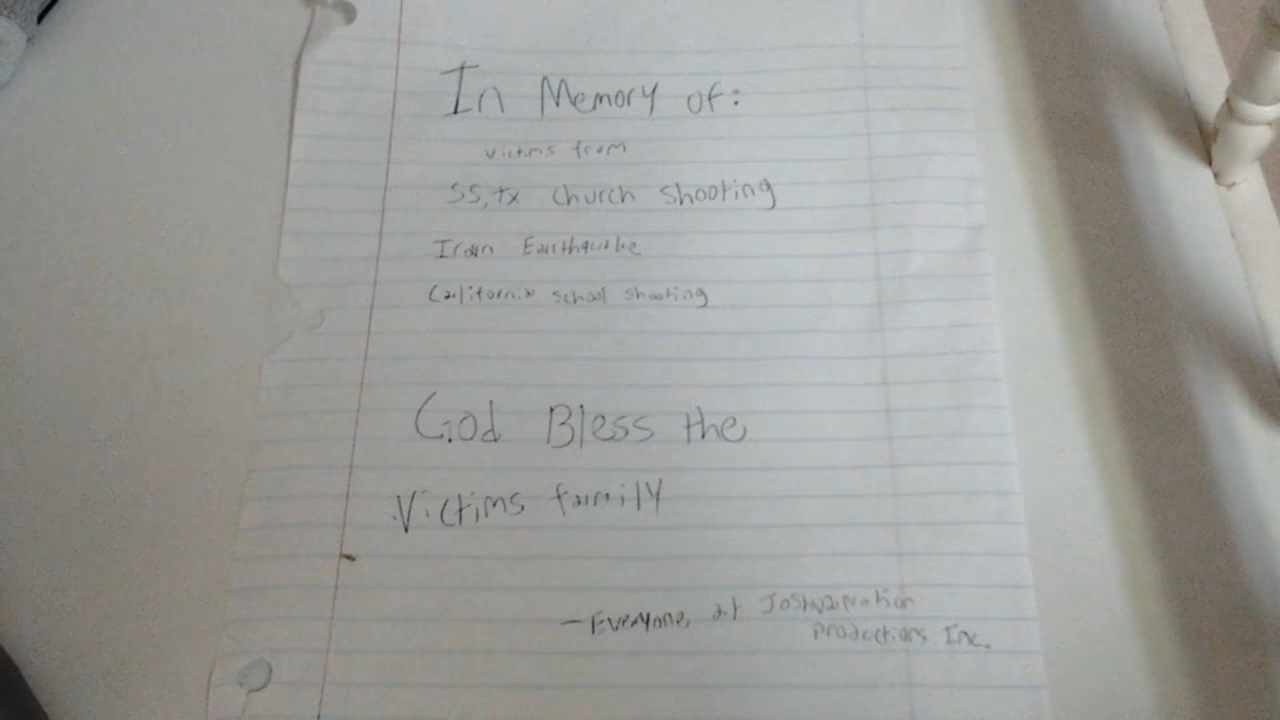 In Memory of:
victims from
SS, Tx Church Shooting
Iran Earthquake
California school shooting
God Bless the
Victims family
- Everyone at
Productions Inc.